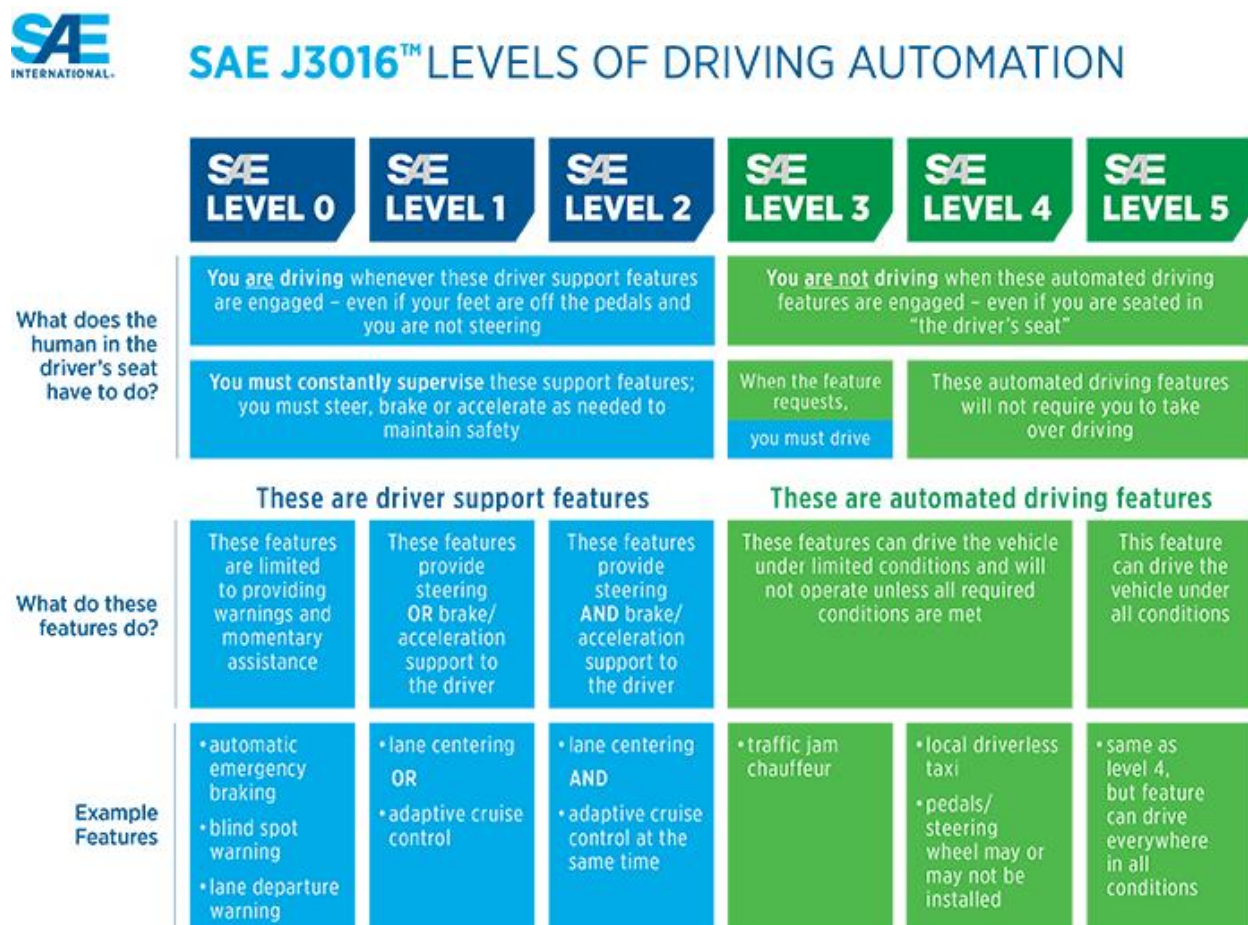 SAE
INTERNATIONAL®
SAE J3016™ LEVELS OF DRIVING AUTOMATION
SAE
LEVEL 0
SAE
LEVEL 1
SAE
LEVEL 2
SAE
LEVEL 3
SAE
LEVEL 4
SAE
LEVEL 5
What does the
human in the
driver's seat
have to do?
You are driving whenever these driver support features
are engaged – even if your feet are off the pedals and
you are not steering
You are not driving when these automated driving
features are engaged – even if you are seated in
"the driver's seat"
You must constantly supervise these support features;
you must steer, brake or accelerate as needed to
maintain safety
When the feature
requests,
you must drive
These automated driving features
will not require you to take
over driving
These are driver support features
These are automated driving features
What do these
features do?
These features
are limited
to providing
warnings and
momentary
assistance
These features
provide
steering
OR brake/
acceleration
support to
the driver
These features
provide
steering
AND brake/
acceleration
support to
the driver
These features can drive the vehicle
under limited conditions and will
not operate unless all required
conditions are met
This feature
can drive the
vehicle under
all conditions
Example
Features
• automatic
emergency
braking
• blind spot
warning
• lane departure
warning
• lane centering
OR
• adaptive cruise
control
• lane centering
AND
• adaptive cruise
control at the
same time
• traffic jam
chauffeur
• local driverless
taxi
• pedals/
steering
wheel may or
may not be
installed
• same as
level 4,
but feature
can drive
everywhere
in all
conditions